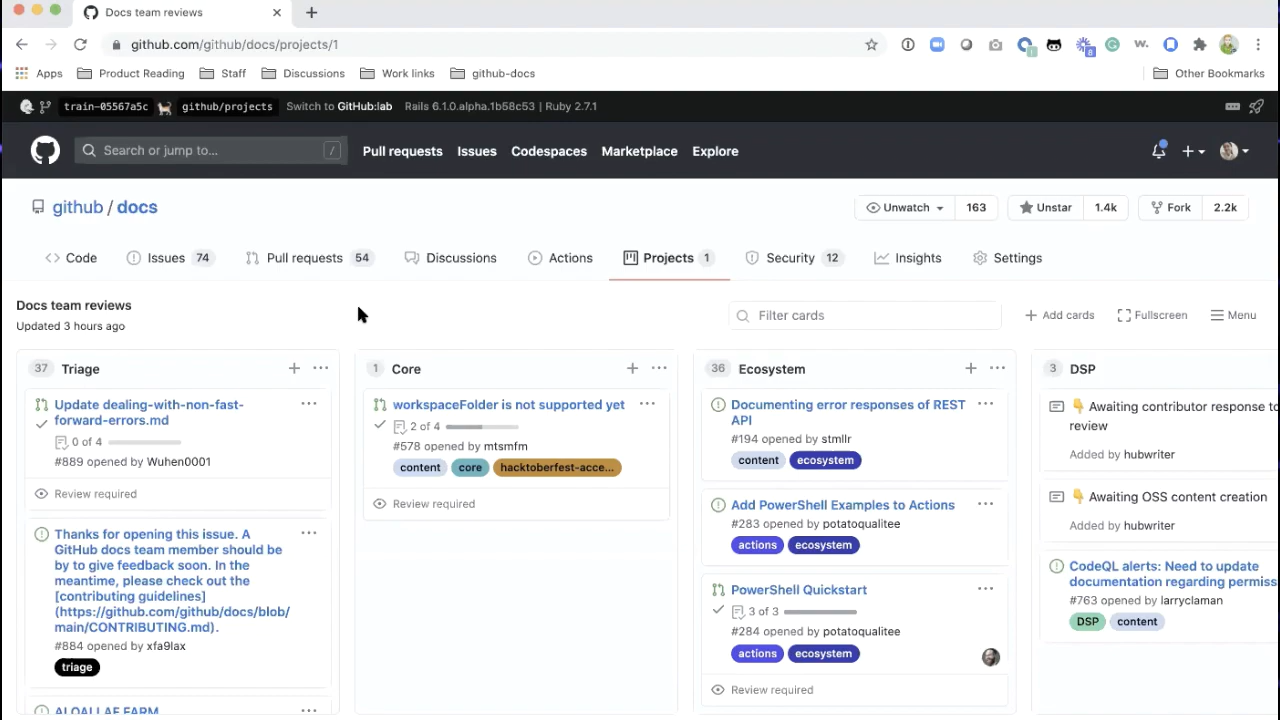 Docs team reviews
github.com/github/docs/projects/1
Apps Product Reading Staff Discussions Work links github-docs Other Bookmarks
train-05567a5c github/projects Switch to GitHub:lab Rails 6.1.0.alpha.1b58c53 | Ruby 2.7.1
Search or jump to... / Pull requests Issues Codespaces Marketplace Explore
github / docs Unwatch 163 Unstar 1.4k Fork 2.2k
Code Issues 74 Pull requests 54 Discussions Actions Projects 1 Security 12 Insights Settings
Docs team reviews
Updated 3 hours ago
Filter cards Add cards Fullscreen Menu
37 Triage
Update dealing-with-non-fast-
forward-errors.md
0 of 4
#889 opened by Wuhen0001
Review required
Thanks for opening this issue. A
GitHub docs team member should be
by to give feedback soon. In the
meantime, please check out the
[contributing guidelines]
(https://github.com/github/docs/blob/
main/CONTRIBUTING.md).
#884 opened by xfa9lax
triage
ALQALLAF FARM
1 Core
workspaceFolder is not supported yet
2 of 4
#578 opened by mtsmfm
content core hacktoberfest-acce...
Review required
36 Ecosystem
Documenting error responses of REST
API
#194 opened by stmllr
content ecosystem
Add PowerShell Examples to Actions
#283 opened by potatoqualitee
actions ecosystem
PowerShell Quickstart
3 of 3
#284 opened by potatoqualitee
actions ecosystem
Review required
3 DSP
👇 Awaiting contributor response to
review
Added by hubwriter
👇 Awaiting OSS content creation
Added by hubwriter
CodeQL alerts: Need to update
documentation regarding permiss
#763 opened by larryclaman
DSP content